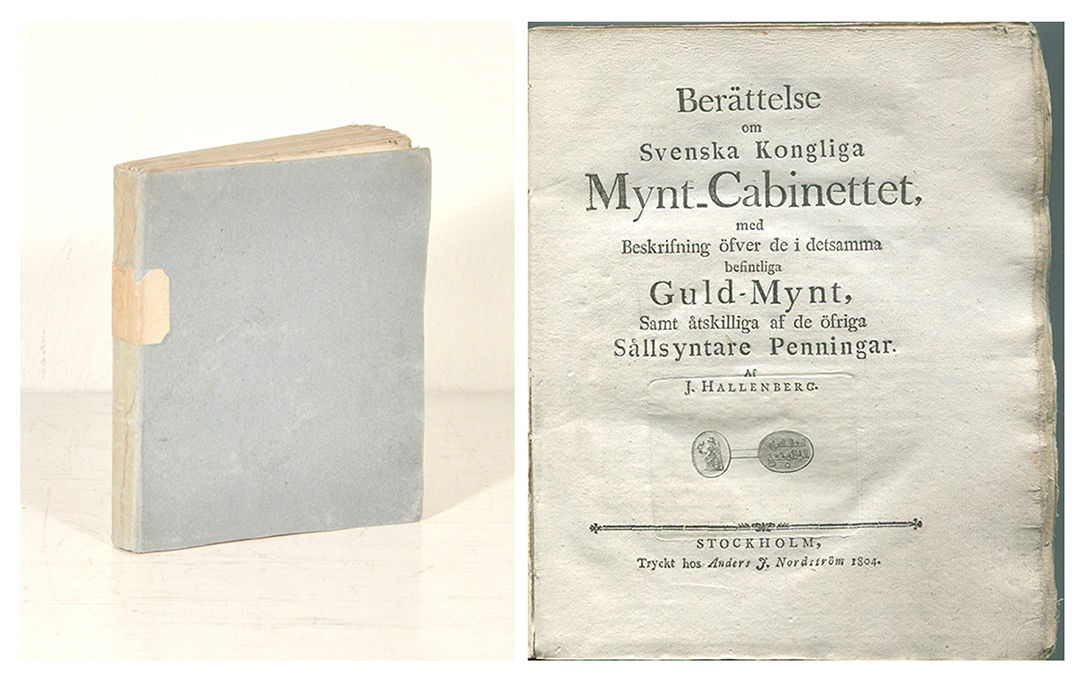 Berättelse
om
Svenska Kongliga
Mynt-Cabinettet,
med
Beskrifning öfver de i detsamma
befintliga
Guld-Mynt,
Samt åtskilliga af de öfriga
Sållsyntare Penningar.
Af
J. HALLENBERG.
STOCKHOLM,
Tryckt hos Anders J. Nordström 1804.